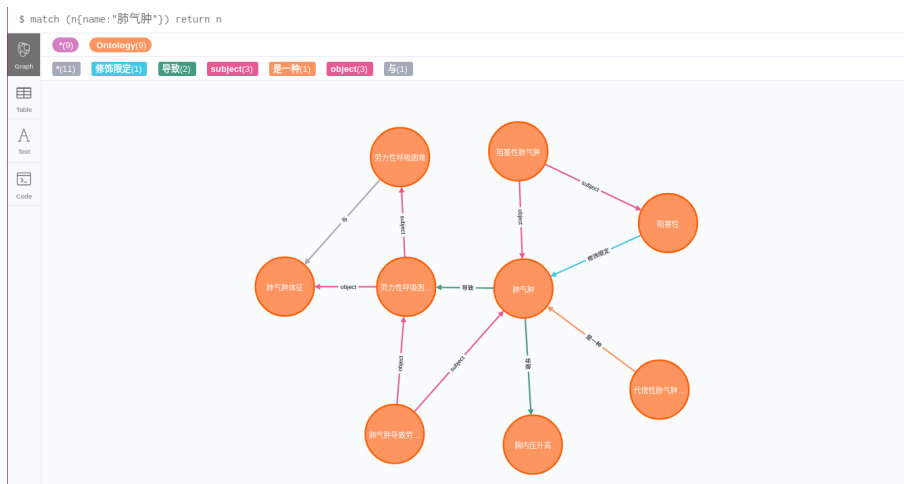 $ match (n{name:"肺气肿"}) return n
*(9) Ontology(9)
*(11) 修饰限定(1) 导致(2) subject(3) 是一种(1) object(3) 与(1)
Graph
Table
Text
Code
劳力性呼吸困难
阻塞性肺气肿
subject
object
阻塞性
与
subject
修饰限定
肺气肿体征
object
劳力性呼吸困...
导致
肺气肿
是一种
object
subject
导致
代偿性肺气肿...
肺气肿导致劳...
胸内压升高